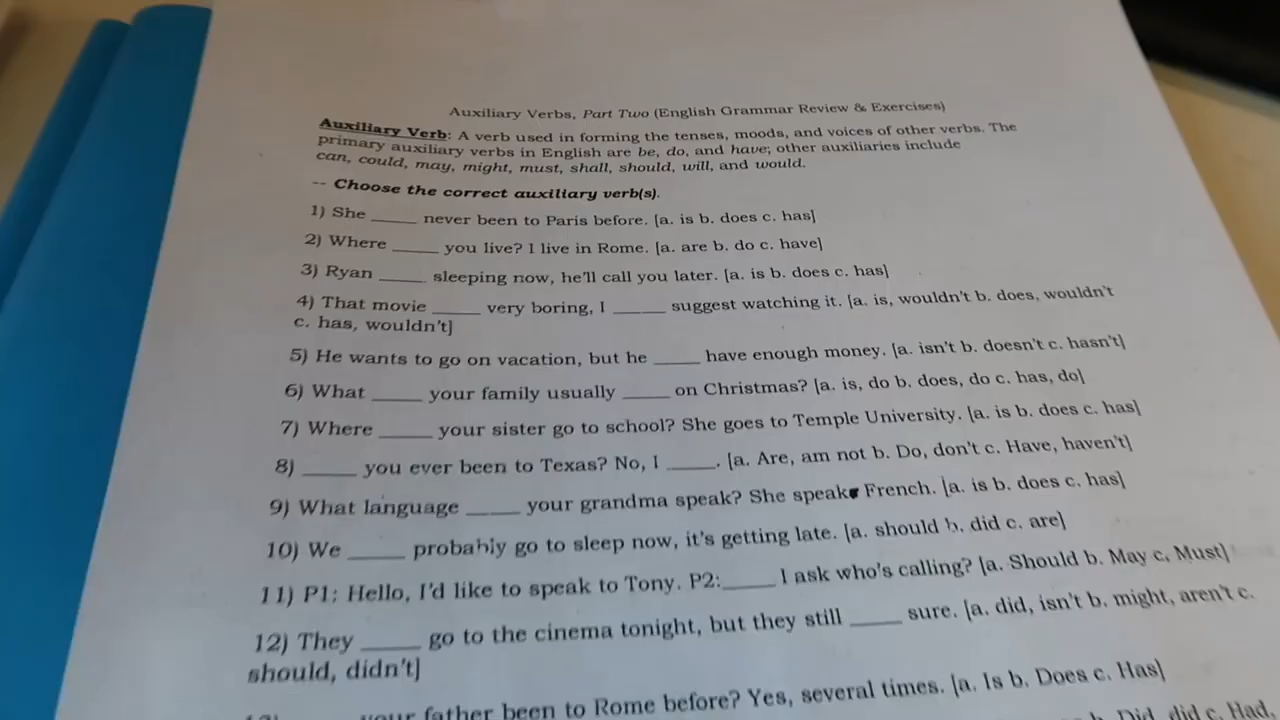 Auxiliary Verbs, Part Two (English Grammar Review & Exercises)
Auxiliary Verb: A verb used in forming the tenses, moods, and voices of other verbs. The
primary auxiliary verbs in English are be, do, and have; other auxiliaries include
can, could, may, might, must, shall, should, will, and would.
-- Choose the correct auxiliary verb(s).
1) She _____ never been to Paris before. [a. is b. does c. has]
2) Where _____ you live? I live in Rome. [a. are b. do c. have]
3) Ryan _____ sleeping now, he'll call you later. [a. is b. does c. has]
4) That movie _____ very boring, I _____ suggest watching it. [a. is, wouldn't b. does, wouldn't
c. has, wouldn't]
5) He wants to go on vacation, but he _____ have enough money. [a. isn't b. doesn't c. hasn't]
6) What _____ your family usually _____ on Christmas? [a. is, do b. does, do c. has, do]
7) Where _____ your sister go to school? She goes to Temple University. [a. is b. does c. has]
8) _____ you ever been to Texas? No, I _____. [a. Are, am not b. Do, don't c. Have, haven't]
9) What language _____ your grandma speak? She speaks French. [a. is b. does c. has]
10) We _____ probably go to sleep now, it's getting late. [a. should b. did c. are]
11) P1: Hello, I'd like to speak to Tony. P2:_____ I ask who's calling? [a. Should b. May c. Must]
12) They _____ go to the cinema tonight, but they still _____ sure. [a. did, isn't b. might, aren't c.
should, didn't]
your father been to Rome before? Yes, several times. [a. Is b. Does c. Has]
b. Did, did c. Had,